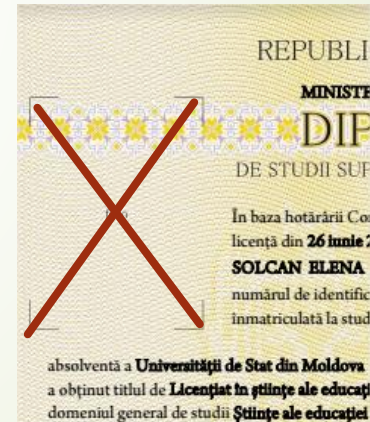 REPUBLI
MINISTE
DIP
DE STUDII SUP
În baza hotărârii Co
licență din 26 iunie 2
SOLCAN ELENA
numărul de identific
înmatriculată la stud
absolventă a Universității de Stat din Moldova
a obținut titlul de Licențiat în științe ale educați
domeniul general de studii Științe ale educației